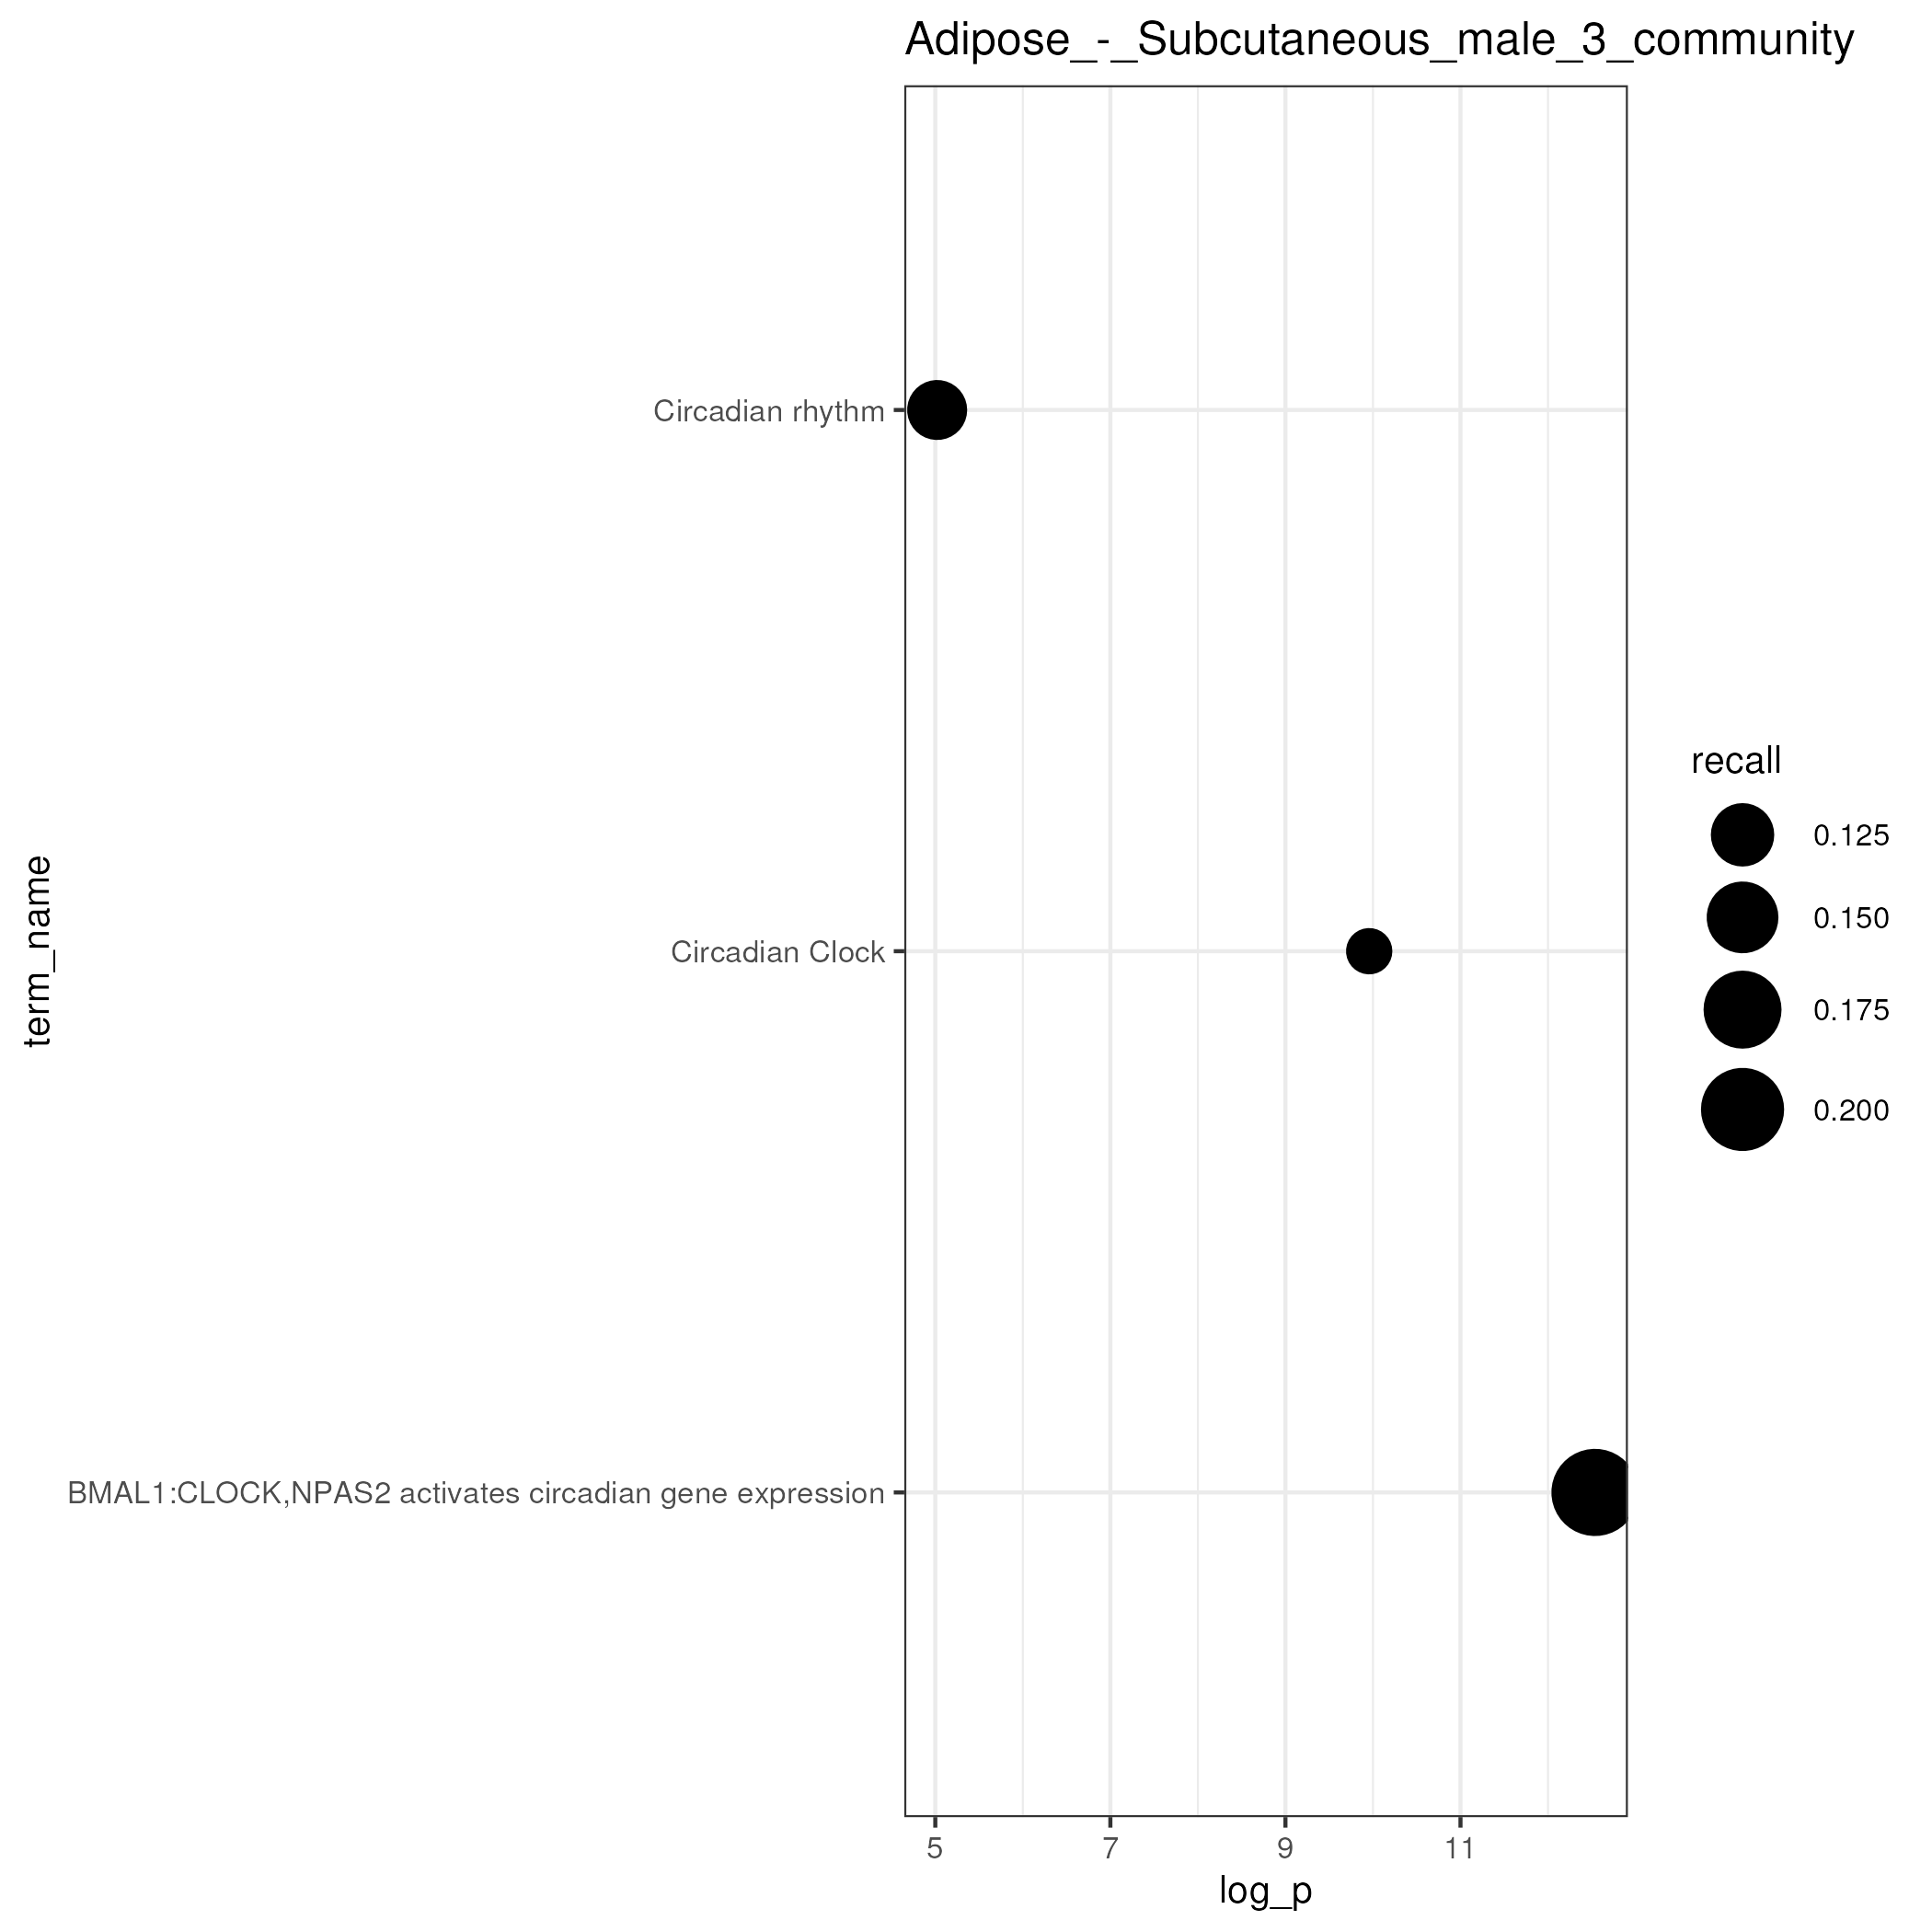 Adipose_-_Subcutaneous_male_3_community
term_name
Circadian rhythm
Circadian Clock
BMAL1:CLOCK,NPAS2 activates circadian gene expression
5 7 9 11
log_p
recall
0.125
0.150
0.175
0.200